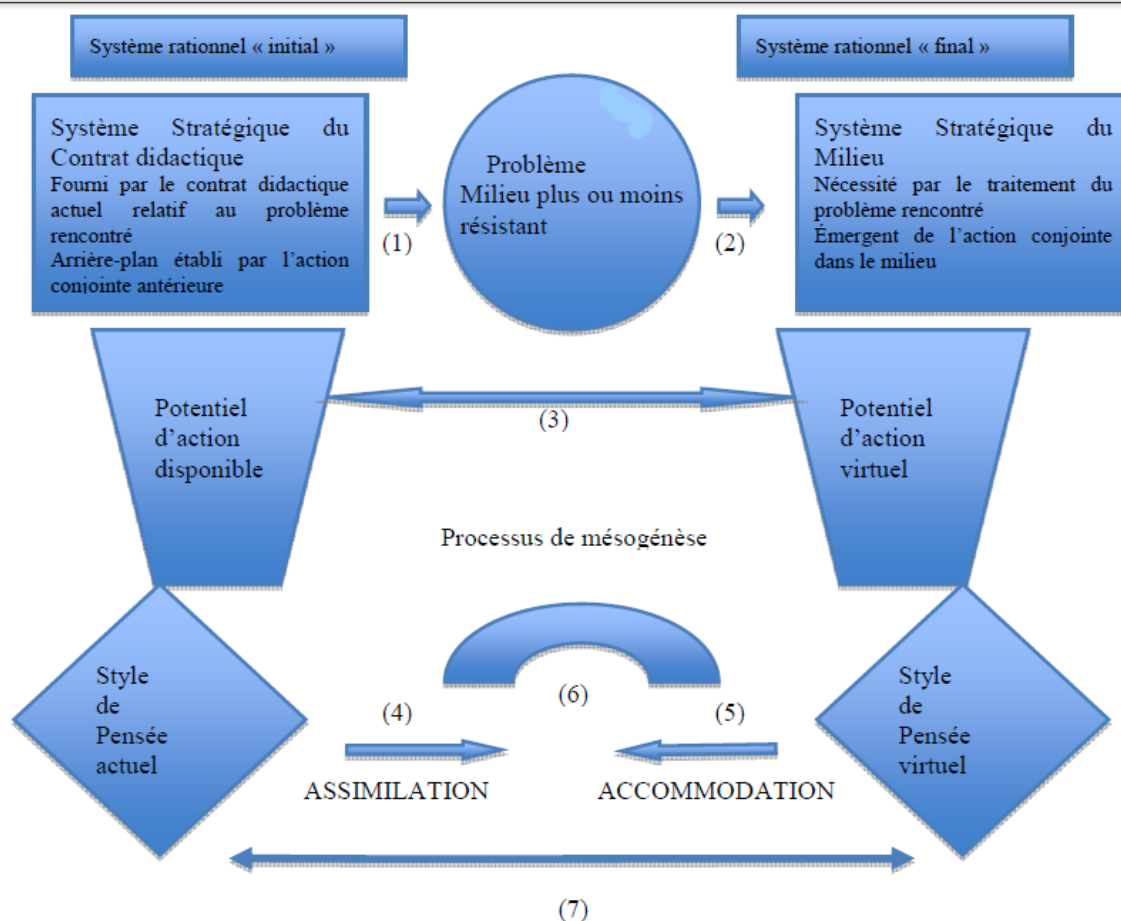 Système rationnel « initial »
Système rationnel « final »
Système Stratégique du
Contrat didactique
Fourni par le contrat didactique
actuel relatif au problème
rencontré
Arrière-plan établi par l'action
conjointe antérieure
(1)
Problème
Milieu plus ou moins
résistant
(2)
Système Stratégique du
Milieu
Nécessité par le traitement du
problème rencontré
Émergent de l'action conjointe
dans le milieu
Potentiel
d'action
disponible
(3)
Potentiel
d'action
virtuel
Processus de mésogénèse
Style
de
Pensée
actuel
(4)
(6)
(5)
ASSIMILATION
ACCOMMODATION
Style
de
Pensée
virtuel
(7)